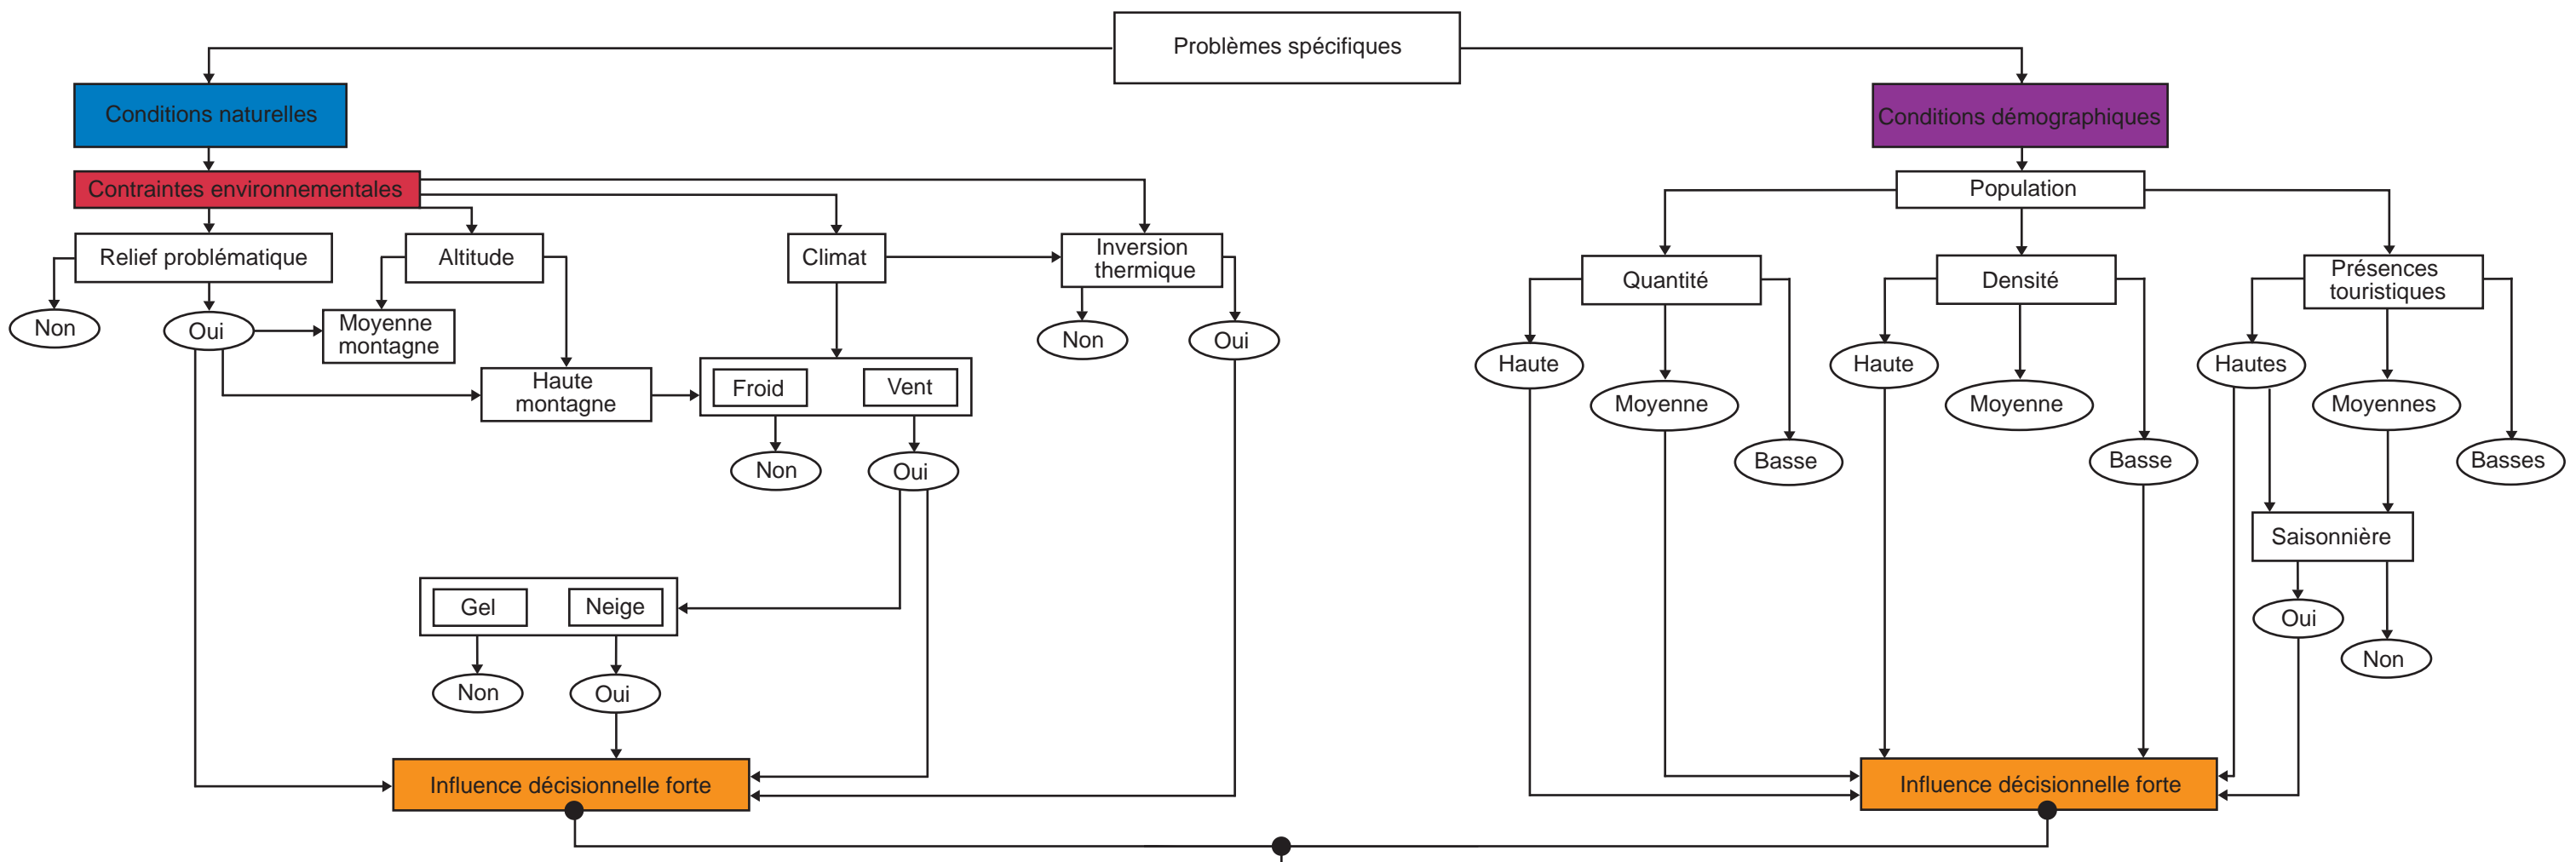 Problèmes spécifiques
Conditions naturelles
Conditions démographiques
Contraintes environnementales
Population
Relief problématique
Altitude
Climat
Inversion
thermique
Quantité
Densité
Présences
touristiques
Non
Oui
Moyenne
montagne
Non
Oui
Haute
Haute
Hautes
Haute
montagne
Froid
Vent
Moyenne
Moyenne
Moyennes
Non
Oui
Basse
Basse
Basses
Saisonnière
Gel
Neige
Oui
Non
Non
Oui
Influence décisionnelle forte
Influence décisionnelle forte